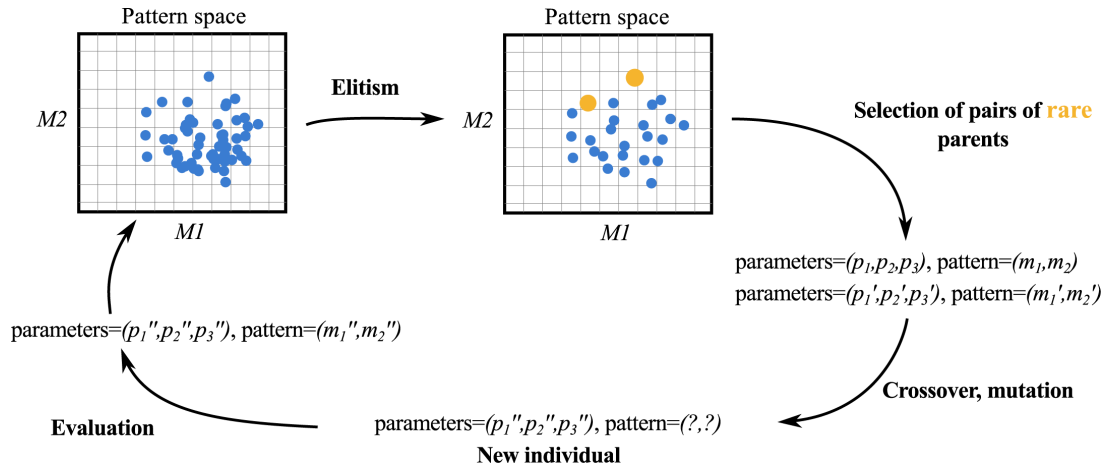 Pattern space
M2
M1
Elitism
Pattern space
M2
M1
Selection of pairs of rare
parents
parameters=(p₁,p₂,p₃), pattern=(m₁,m₂)
parameters=(p₁',p₂',p₃'), pattern=(m₁',m₂')
Crossover, mutation
parameters=(p₁'',p₂'',p₃''), pattern=(?,?)
New individual
Evaluation
parameters=(p₁'',p₂'',p₃''), pattern=(m₁'',m₂'')